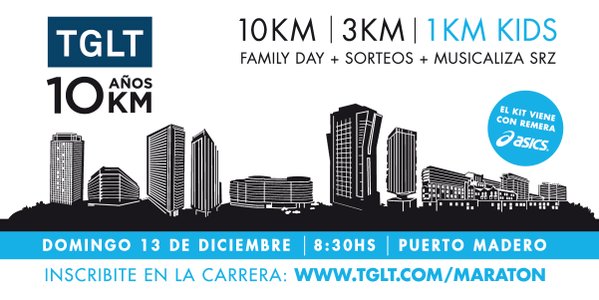 TGLT
10 AÑOS KM
10KM | 3KM | 1KM KIDS
FAMILY DAY + SORTEOS + MUSICALIZA SRZ
EL KIT VIENE
CON REMERA
asics.
DOMINGO 13 DE DICIEMBRE | 8:30HS | PUERTO MADERO
INSCRIBITE EN LA CARRERA: WWW.TGLT.COM/MARATON